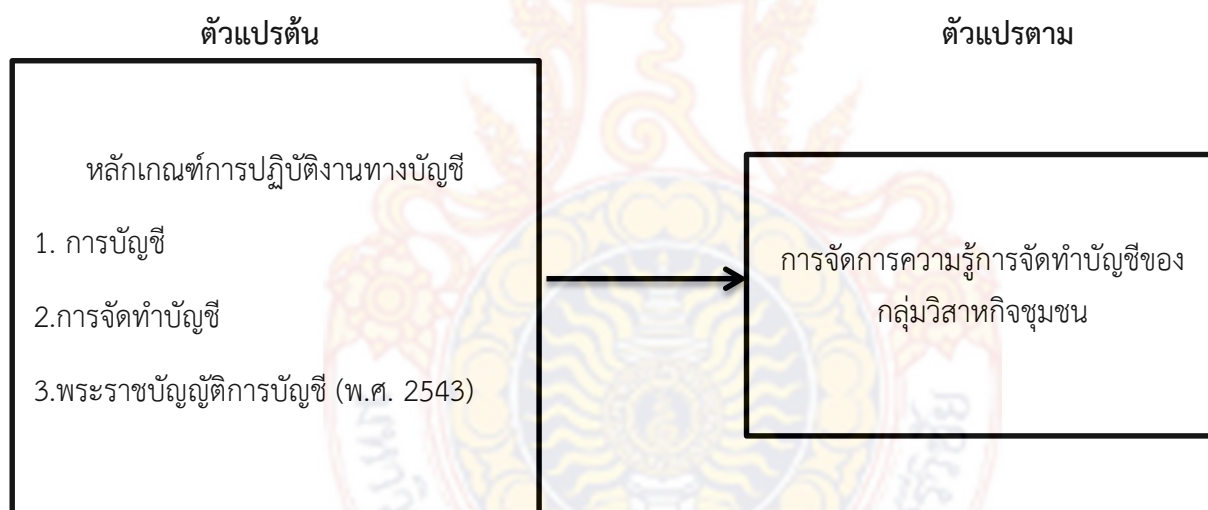 ตัวแปรต้น
ตัวแปรตาม
หลักเกณฑ์การปฏิบัติงานทางบัญชี
1. การบัญชี
2.การจัดทำบัญชี
3.พระราชบัญญัติการบัญชี (พ.ศ. 2543)
การจัดการความรู้การจัดทำบัญชีของ
กลุ่มวิสาหกิจชุมชน